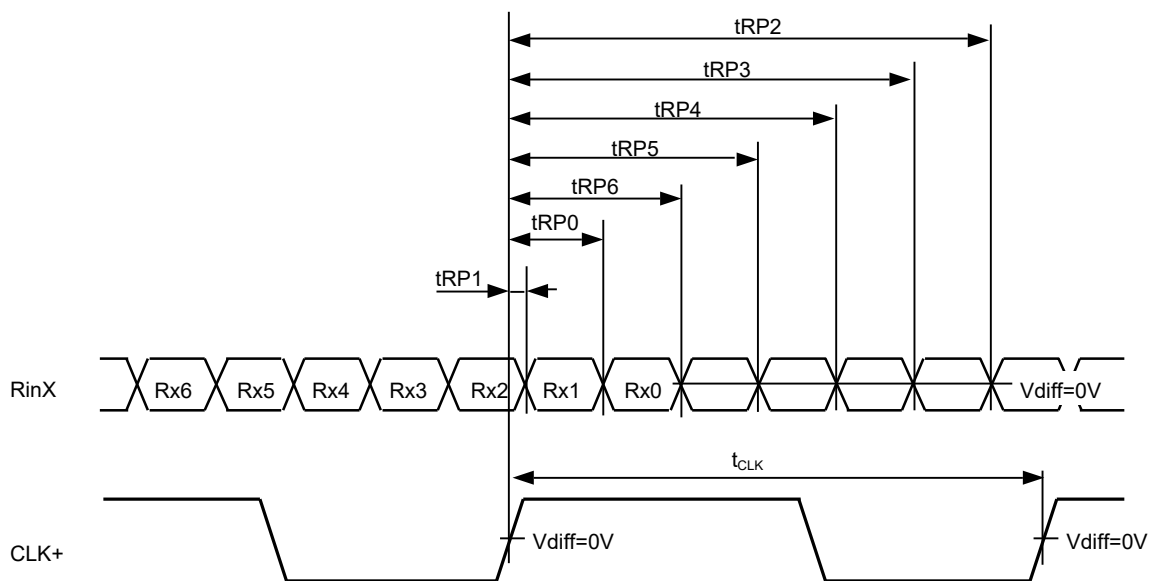 tRP2
tRP3
tRP4
tRP5
tRP6
tRP0
tRP1
RinX Rx6 Rx5 Rx4 Rx3 Rx2 Rx1 Rx0 Vdiff=0V
tCLK
CLK+ Vdiff=0V Vdiff=0V